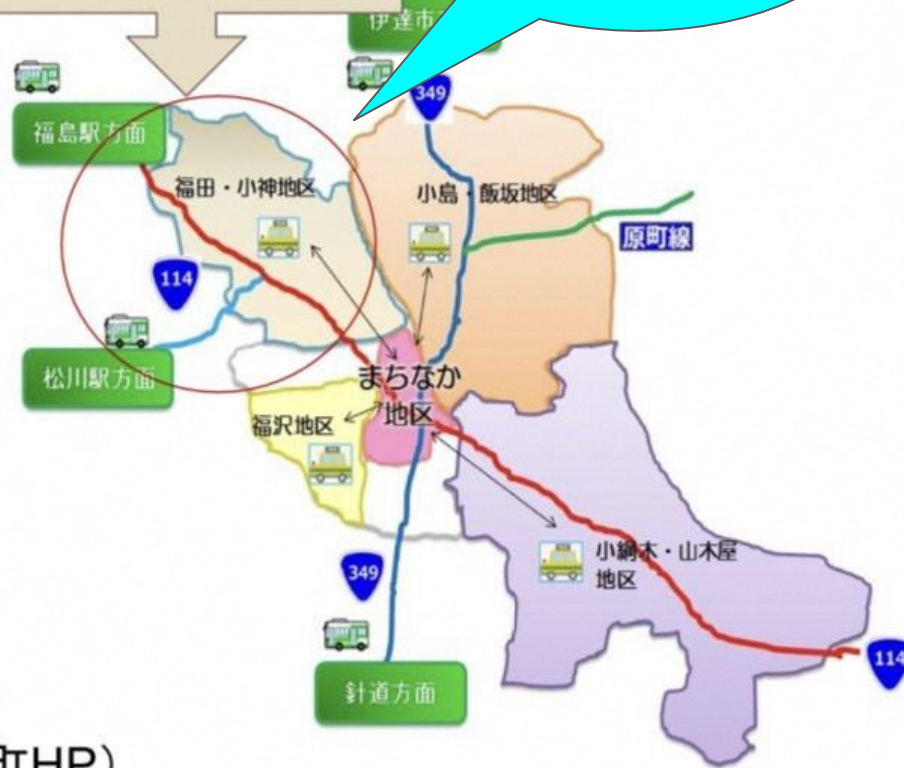 伊達市
349
福島駅方面
福田・小神地区
小島・飯坂地区
原町線
114
松川駅方面
まちなか
地区
福沢地区
小綱木・山木屋
地区
349
114
針道方面
町HP）